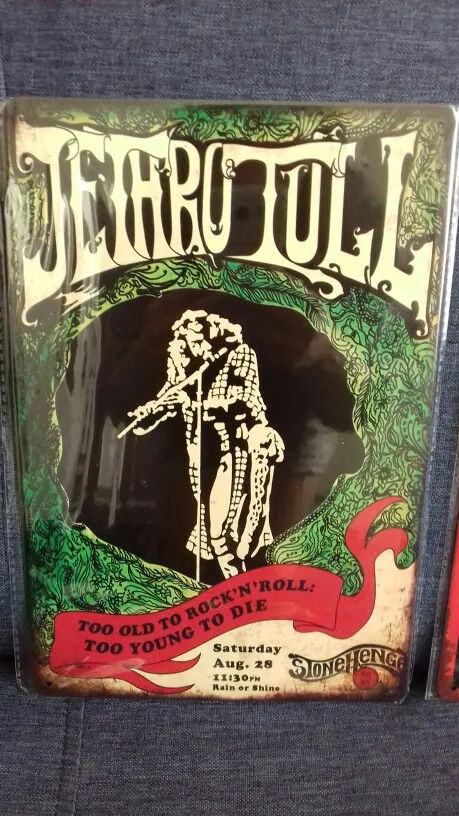 JETHRO TULL
TOO OLD TO ROCK'N'ROLL:
TOO YOUNG TO DIE
Saturday
Aug. 28
11:30PM
Rain or Shine
STONEHENGE